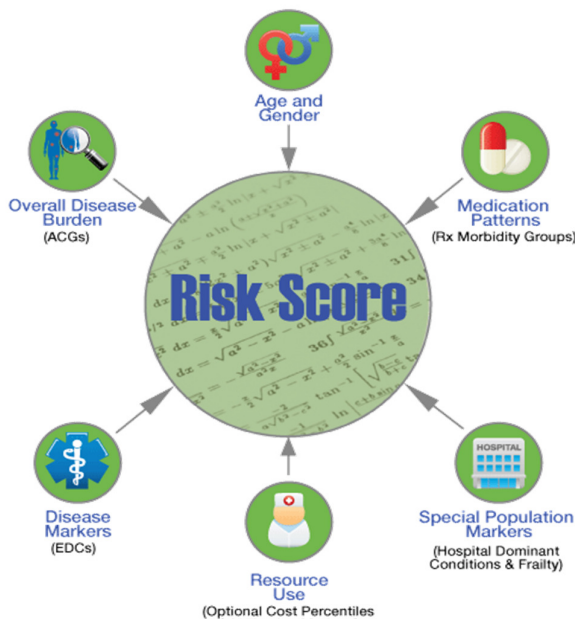 Age and
Gender
Overall Disease
Burden
(ACGs)
Medication
Patterns
(Rx Morbidity Groups)
Risk Score
Disease
Markers
(EDCs)
HOSPITAL
Special Population
Markers
(Hospital Dominant
Conditions & Frailty)
Resource
Use
(Optional Cost Percentiles